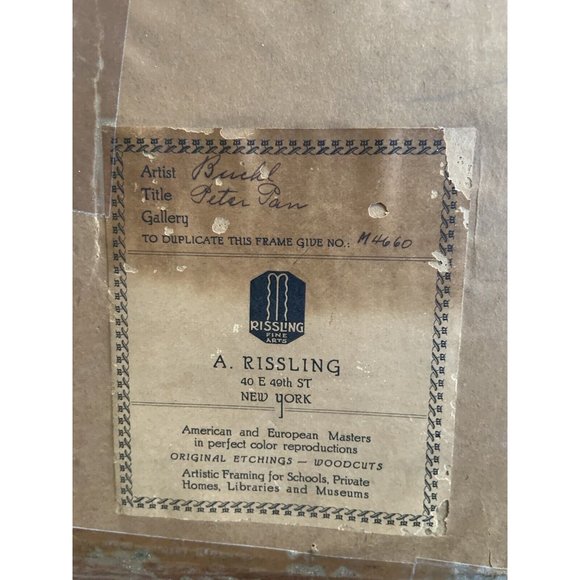 Artist Buchl
Title Peter Pan
Gallery
TO DUPLICATE THIS FRAME GIVE NO.: M4660
RISSLING
FINE
ARTS
A. RISSLING
40 E 49th ST
NEW YORK
American and European Masters
in perfect color reproductions
ORIGINAL ETCHINGS — WOODCUTS
Artistic Framing for Schools, Private
Homes, Libraries and Museums